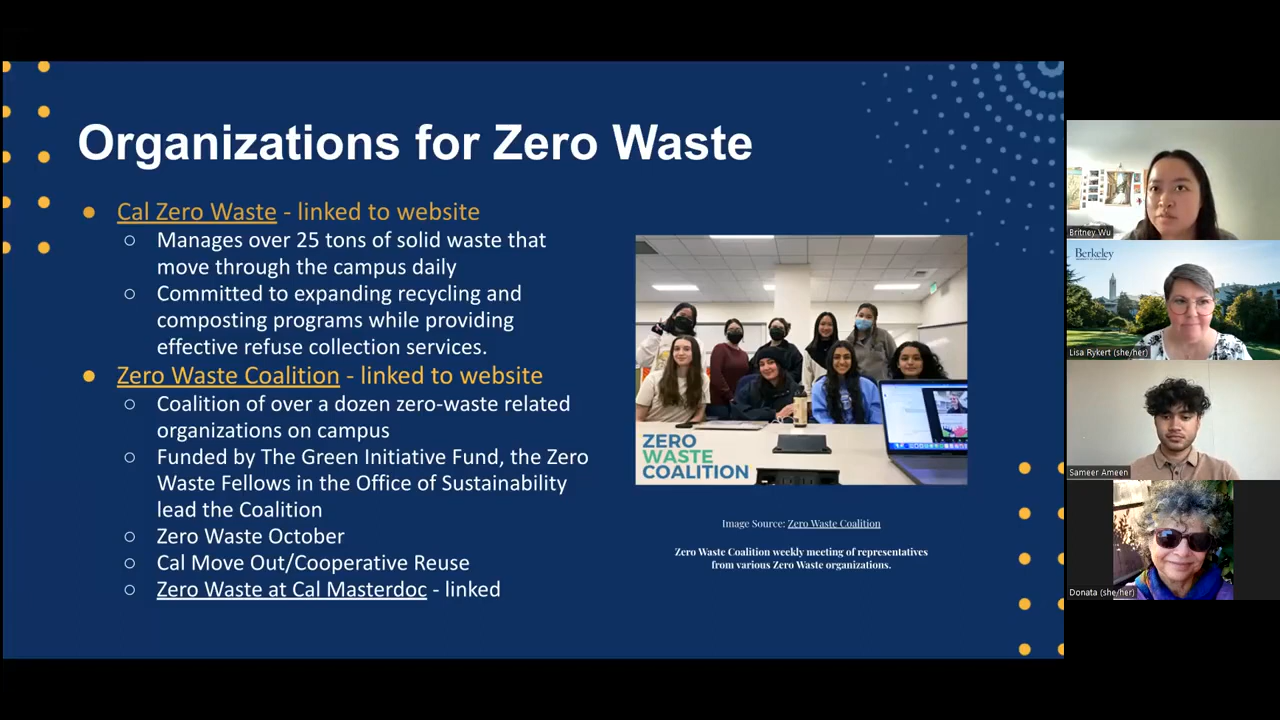 Organizations for Zero Waste
● Cal Zero Waste - linked to website
○ Manages over 25 tons of solid waste that
move through the campus daily
○ Committed to expanding recycling and
composting programs while providing
effective refuse collection services.
● Zero Waste Coalition - linked to website
○ Coalition of over a dozen zero-waste related
organizations on campus
○ Funded by The Green Initiative Fund, the Zero
Waste Fellows in the Office of Sustainability
lead the Coalition
○ Zero Waste October
○ Cal Move Out/Cooperative Reuse
○ Zero Waste at Cal Masterdoc - linked
ZERO
WASTE
COALITION
Image Source: Zero Waste Coalition
Zero Waste Coalition weekly meeting of representatives
from various Zero Waste organizations.
Britney Wu
Berkeley
Lisa Rykert (she/her)
Sameer Ameen
Donata (she/her)